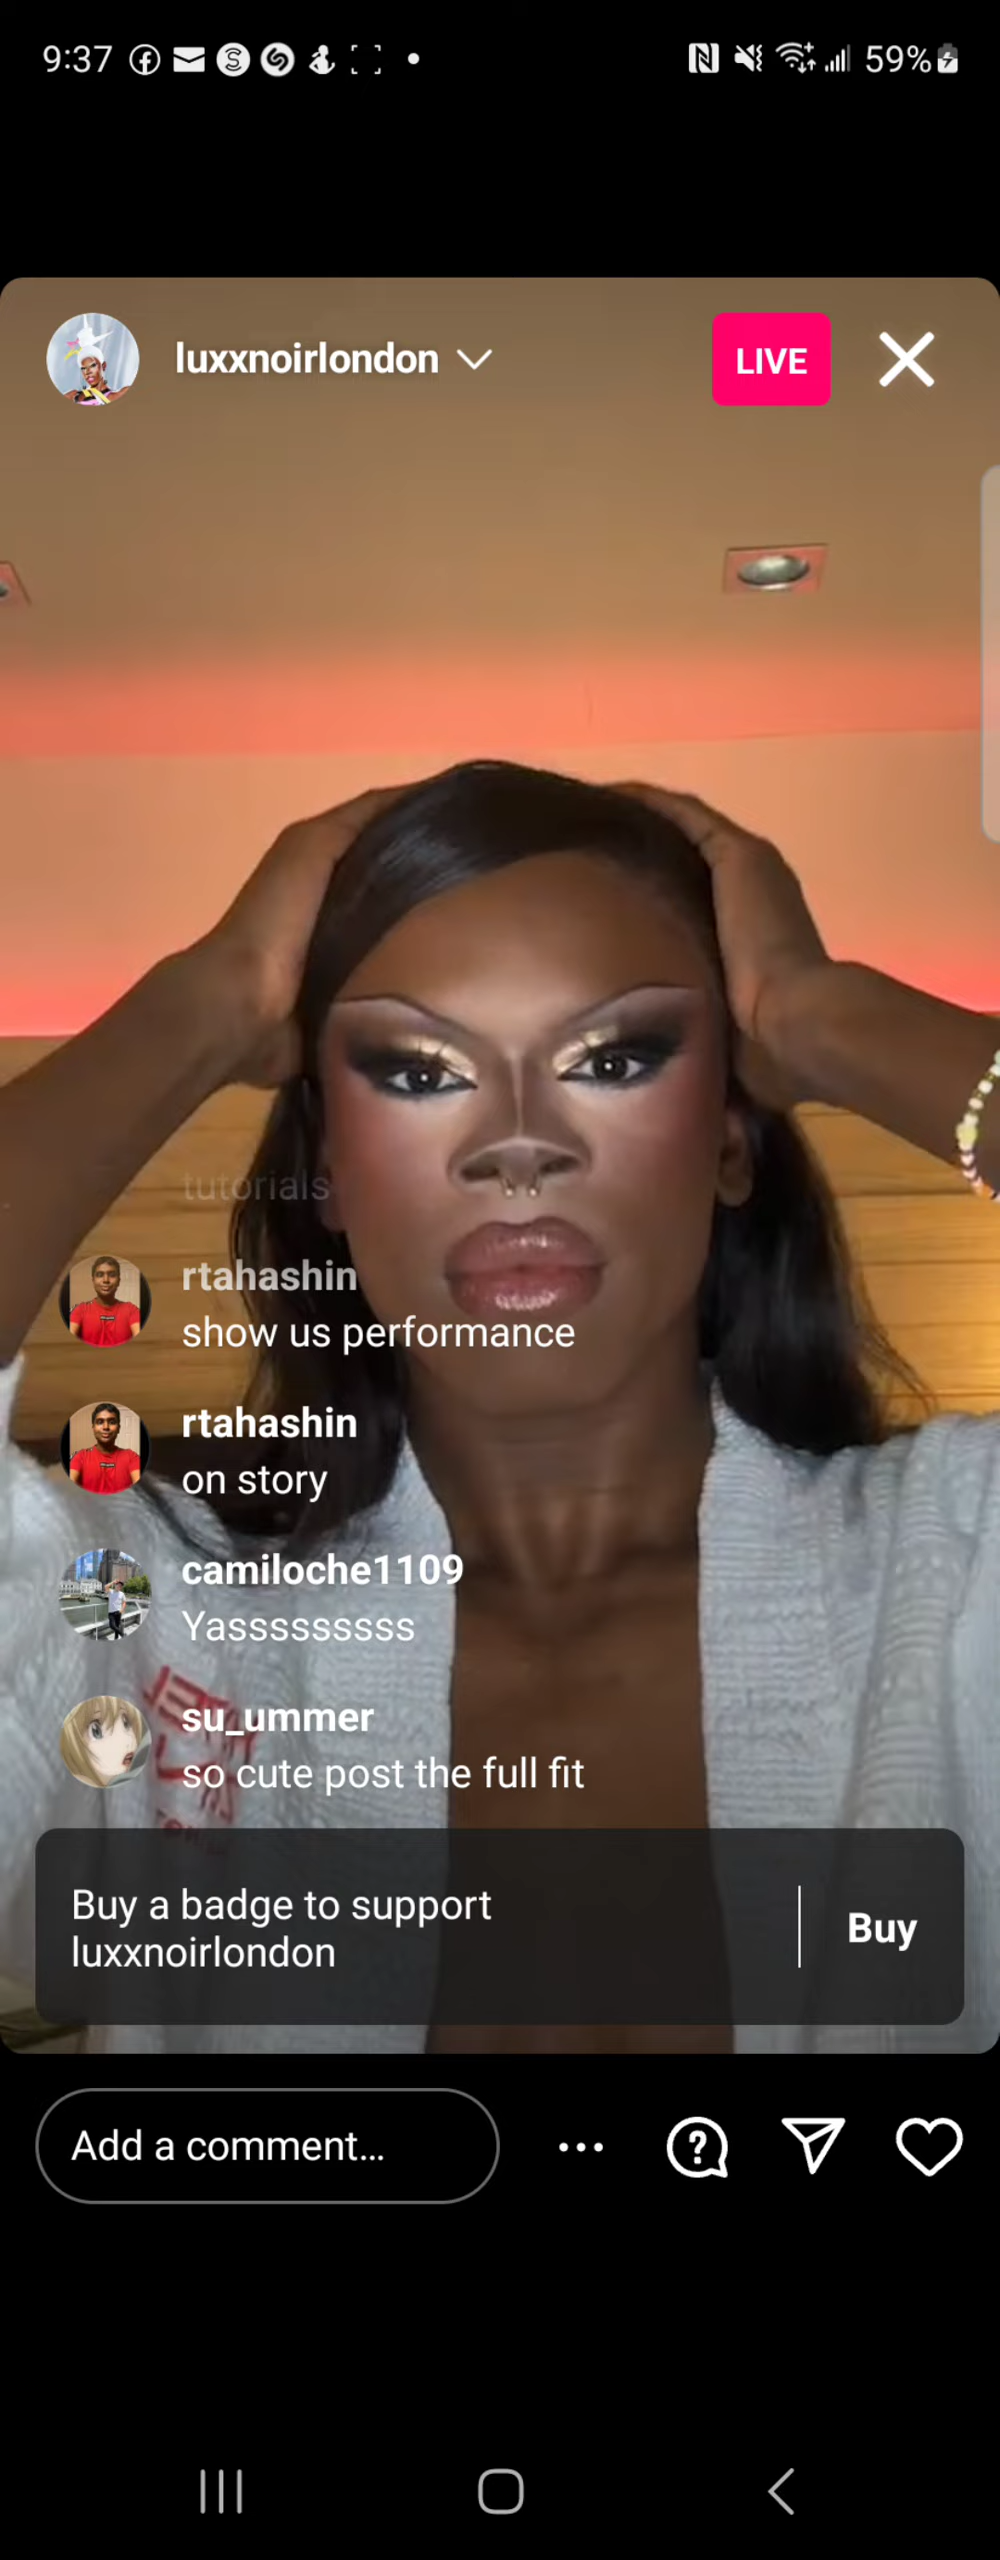 9:37
59%
luxxnoirlondon
LIVE
tutorials
rtahashin
show us performance
rtahashin
on story
camiloche1109
Yasssssssss
su_ummer
so cute post the full fit
Buy a badge to support
luxxnoirlondon
Buy
Add a comment...